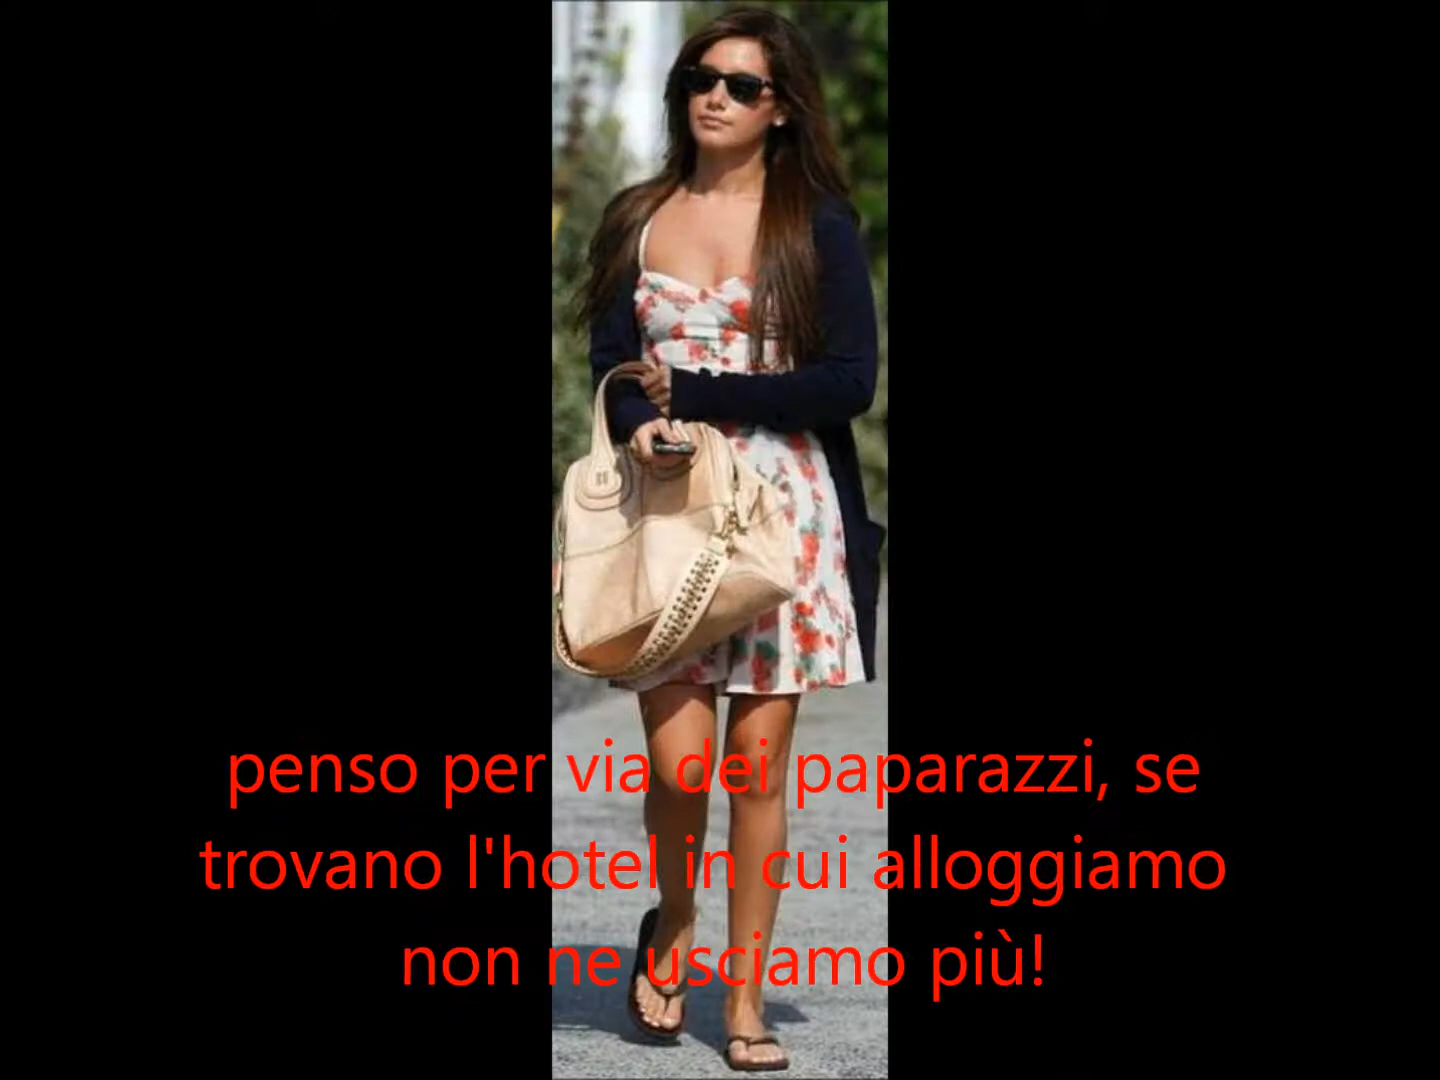 penso per via dei paparazzi, se
trovano l'hotel in cui alloggiamo
non ne usciamo più!